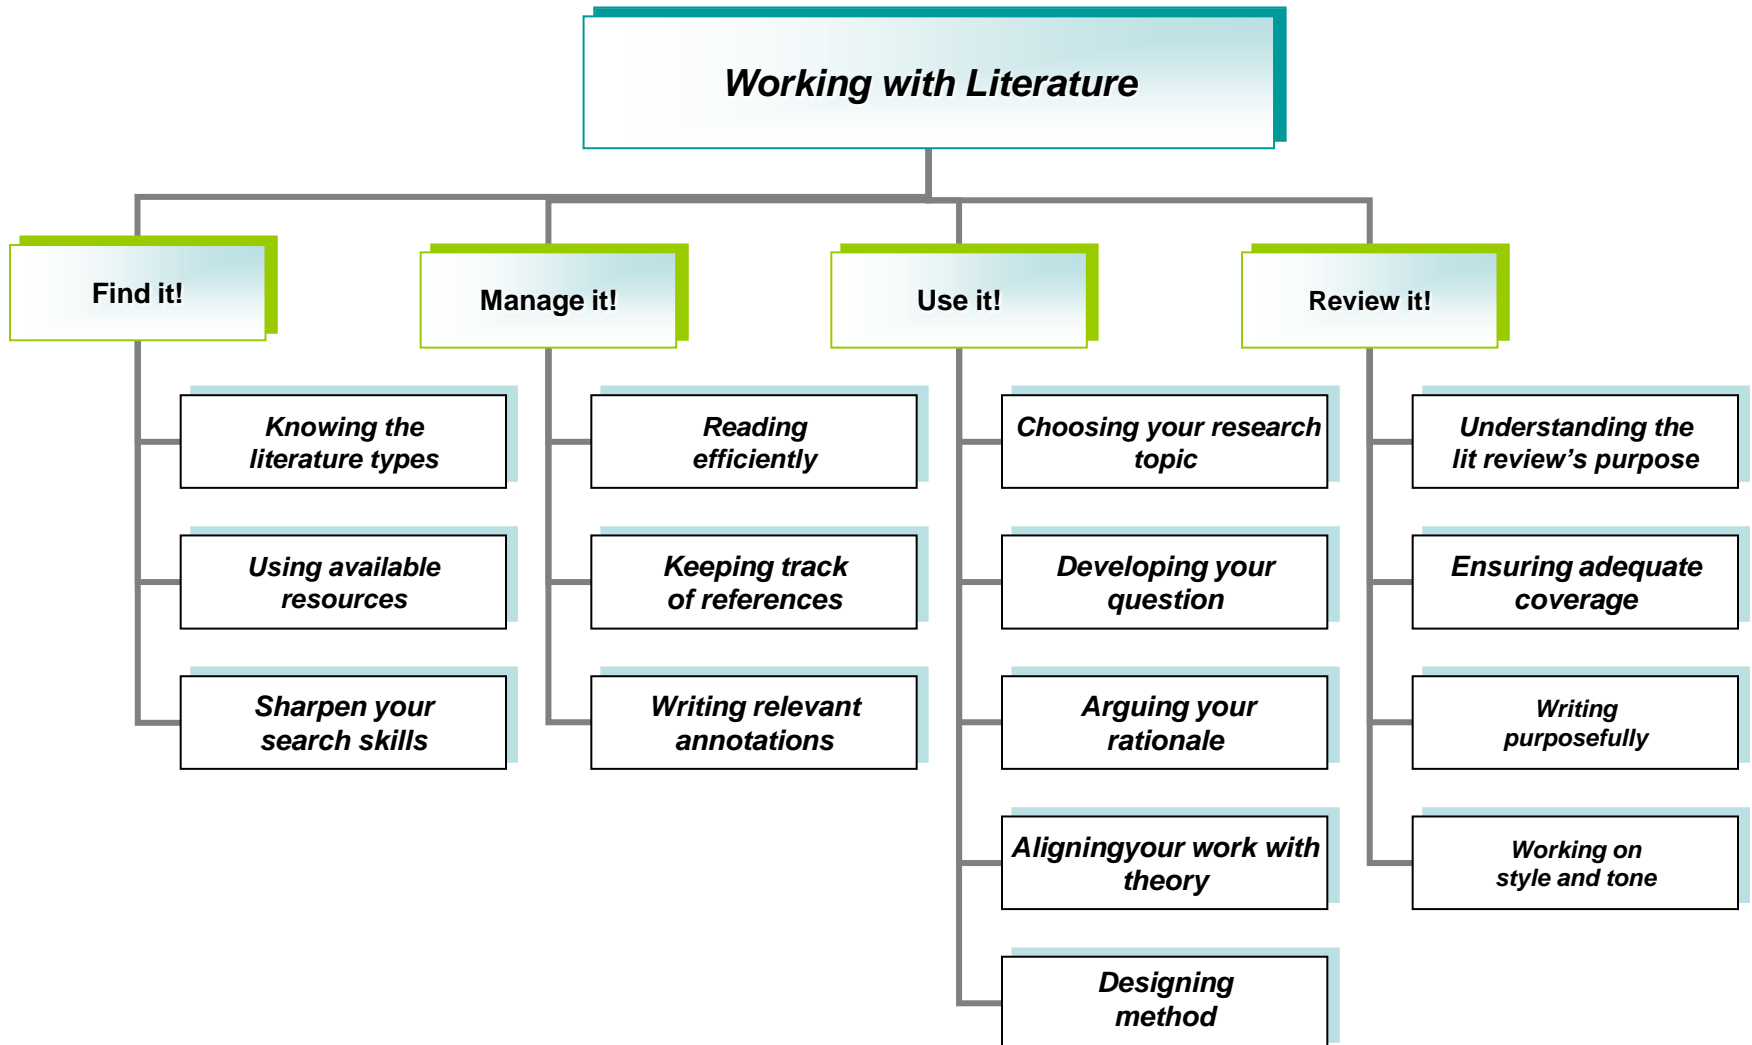 Working with Literature
Find it!
Knowing the
literature types
Using available
resources
Sharpen your
search skills
Manage it!
Reading
efficiently
Keeping track
of references
Writing relevant
annotations
Use it!
Choosing your research
topic
Developing your
question
Arguing your
rationale
Aligningyour work with
theory
Designing
method
Review it!
Understanding the
lit review's purpose
Ensuring adequate
coverage
Writing
purposefully
Working on
style and tone